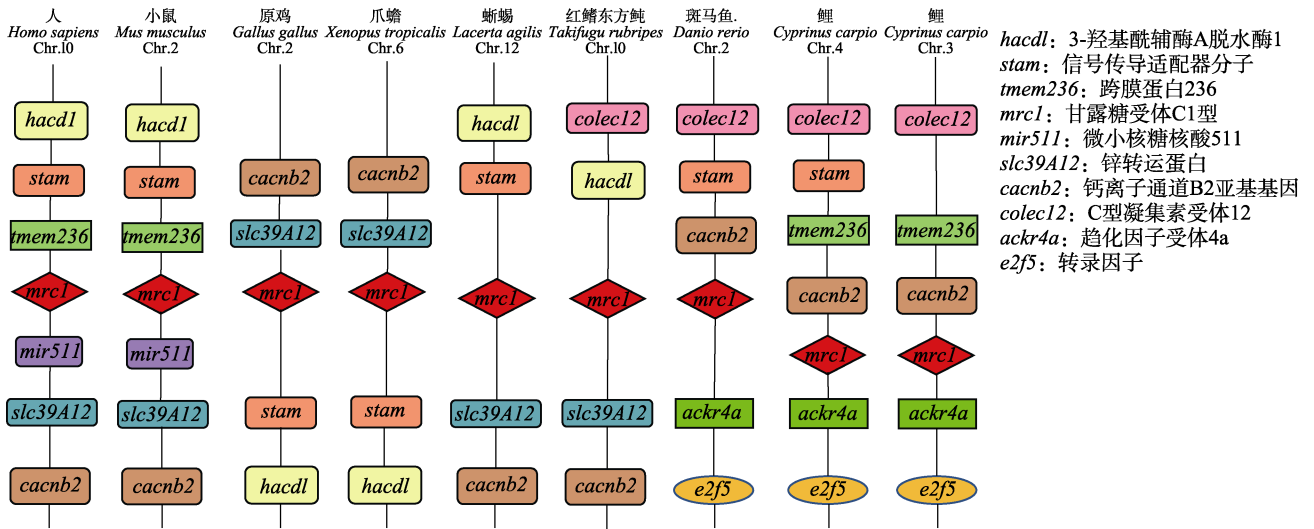 人
Homo sapiens
Chr.l0
小鼠
Mus musculus
Chr.2
原鸡
Gallus gallus
Chr.2
爪蟾
Xenopus tropicalis
Chr.6
蜥蜴
Lacerta agilis
Chr.12
红鳍东方鲀
Takifugu rubripes
Chr.l0
斑马鱼.
Danio rerio
Chr.2
鲤
Cyprinus carpio
Chr.4
鲤
Cyprinus carpio
Chr.3
hacd1
stam
tmem236
mrc1
mir511
slc39A12
cacnb2
hacd1
stam
tmem236
mrc1
mir511
slc39A12
cacnb2
cacnb2
slc39A12
mrc1
stam
hacdl
cacnb2
slc39A12
mrc1
stam
hacdl
hacdl
stam
mrc1
slc39A12
cacnb2
colec12
hacdl
mrc1
slc39A12
cacnb2
colec12
stam
cacnb2
mrc1
ackr4a
e2f5
colec12
stam
tmem236
cacnb2
mrc1
ackr4a
e2f5
colec12
tmem236
cacnb2
mrc1
ackr4a
e2f5
hacdl：3-羟基酰辅酶A脱水酶1
stam：信号传导适配器分子
tmem236：跨膜蛋白236
mrc1：甘露糖受体C1型
mir511：微小核糖核酸511
slc39A12：锌转运蛋白
cacnb2：钙离子通道B2亚基基因
colec12：C型凝集素受体12
ackr4a：趋化因子受体4a
e2f5：转录因子